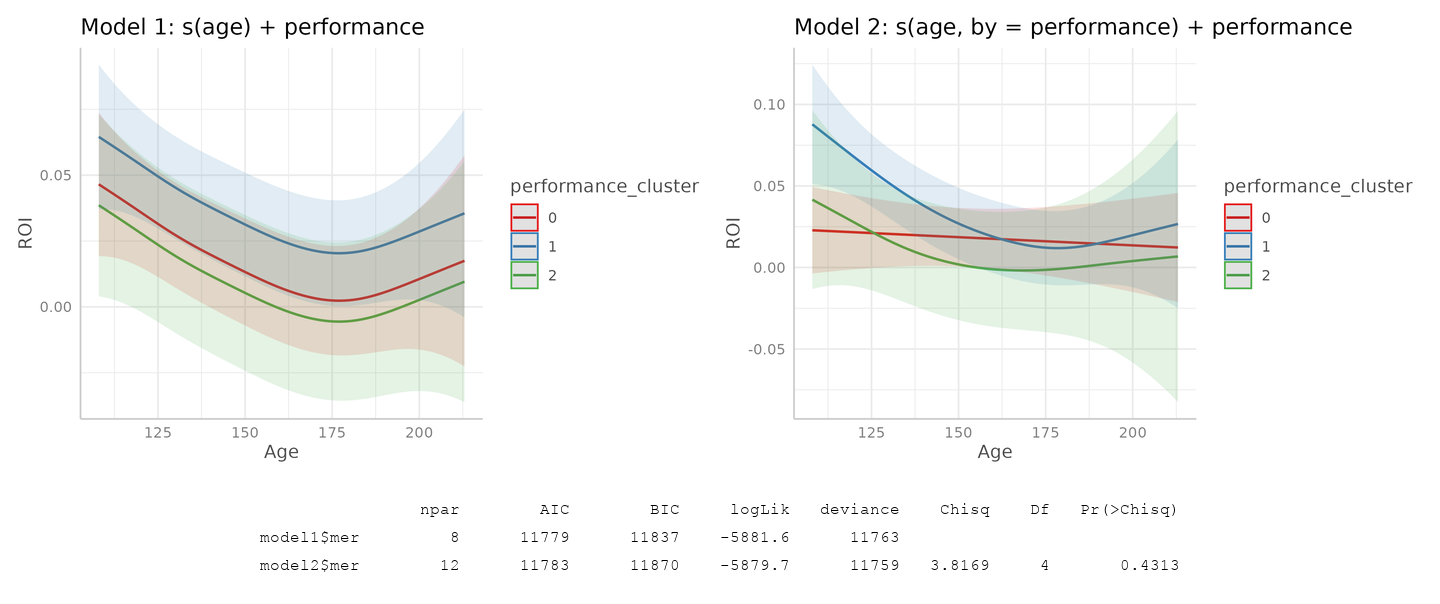 Model 1: s(age) + performance
ROI
0.05
0.00
125 150 175 200
Age
performance_cluster
0
1
2
Model 2: s(age, by = performance) + performance
ROI
0.10
0.05
0.00
-0.05
125 150 175 200
Age
performance_cluster
0
1
2
npar AIC BIC logLik deviance Chisq Df Pr(>Chisq)
model1$mer 8 11779 11837 -5881.6 11763
model2$mer 12 11783 11870 -5879.7 11759 3.8169 4 0.4313